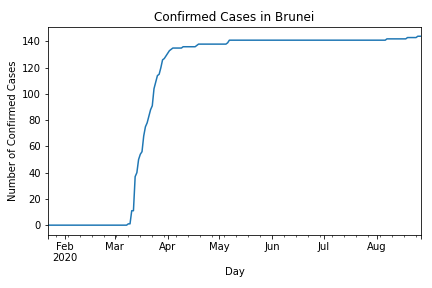 Confirmed Cases in Brunei
Number of Confirmed Cases
140
120
100
80
60
40
20
0
Feb Mar Apr May Jun Jul Aug
2020
Day